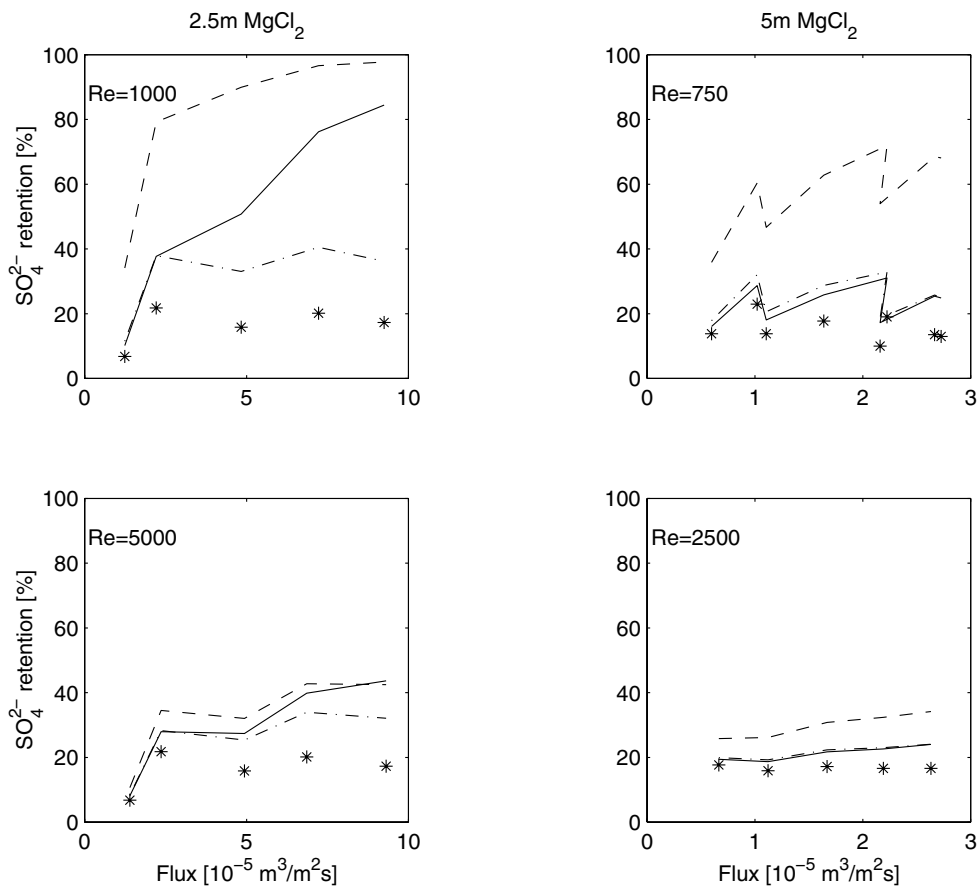 2.5m MgCl₂
5m MgCl₂
100
80
60
40
20
0
SO₄²⁻ retention [%]
Re=1000
0 5 10
100
80
60
40
20
0
Re=750
0 1 2 3
100
80
60
40
20
0
SO₄²⁻ retention [%]
Re=5000
0 5 10
Flux [10⁻⁵ m³/m²s]
100
80
60
40
20
0
Re=2500
0 1 2 3
Flux [10⁻⁵ m³/m²s]